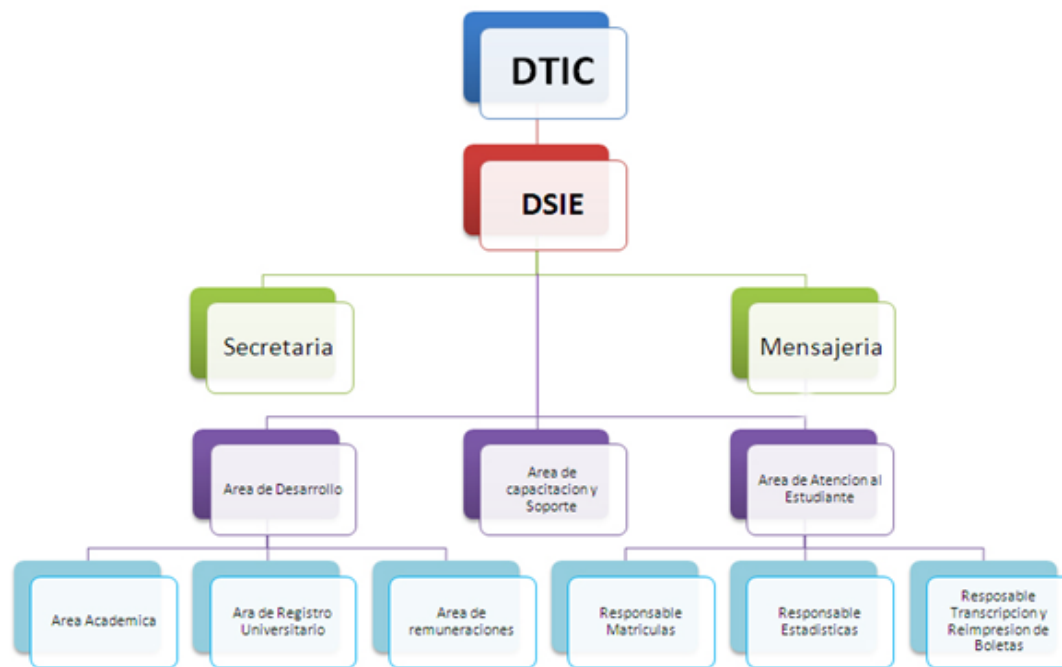 DTIC
DSIE
Secretaria
Mensajeria
Area de Desarrollo
Area de
capacitacion y
Soporte
Area de Atencion al
Estudiante
Area Academica
Ara de Registro
Universitario
Area de
remuneraciones
Responsable
Matriculas
Responsable
Estadisticas
Resposable
Transcripcion y
Reimpresion de
Boletas